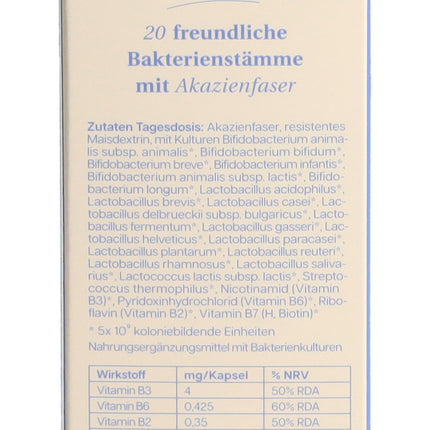 20 freundliche
Bakterienstämme
mit Akazienfaser
Zutaten Tagesdosis: Akazienfaser, resistentes
Maisdextrin, mit Kulturen Bifidobacterium anima-
lis subsp. animalis*, Bifidobacterium bifidum*,
Bifidobacterium breve*, Bifidobacterium infantis*,
Bifidobacterium animalis subsp. lactis*, Bifido-
bacterium longum*, Lactobacillus acidophilus*,
Lactobacillus brevis*, Lactobacillus casei*, Lac-
tobacillus delbrueckii subsp. bulgaricus*, Lacto-
bacillus fermentum*, Lactobacillus gasseri*, Lac-
tobacillus helveticus*, Lactobacillus paracasei*,
Lactobacillus plantarum*, Lactobacillus reuteri*,
Lactobacillus rhamnosus*, Lactobacillus saliva-
rius*, Lactococcus lactis subsp. lactis*, Strepto-
coccus thermophilus*, Nicotinamid (Vitamin
B3)*, Pyridoxinhydrochlorid (Vitamin B6)*, Ribo-
flavin (Vitamin B2)*, Vitamin B7 (H, Biotin)*
* 5x 10⁹ koloniebildende Einheiten
Nahrungsergänzungsmittel mit Bakterienkulturen
Wirkstoff mg/Kapsel % NRV
Vitamin B3 4 50% RDA
Vitamin B6 0,425 60% RDA
Vitamin B2 0,35 50% RDA